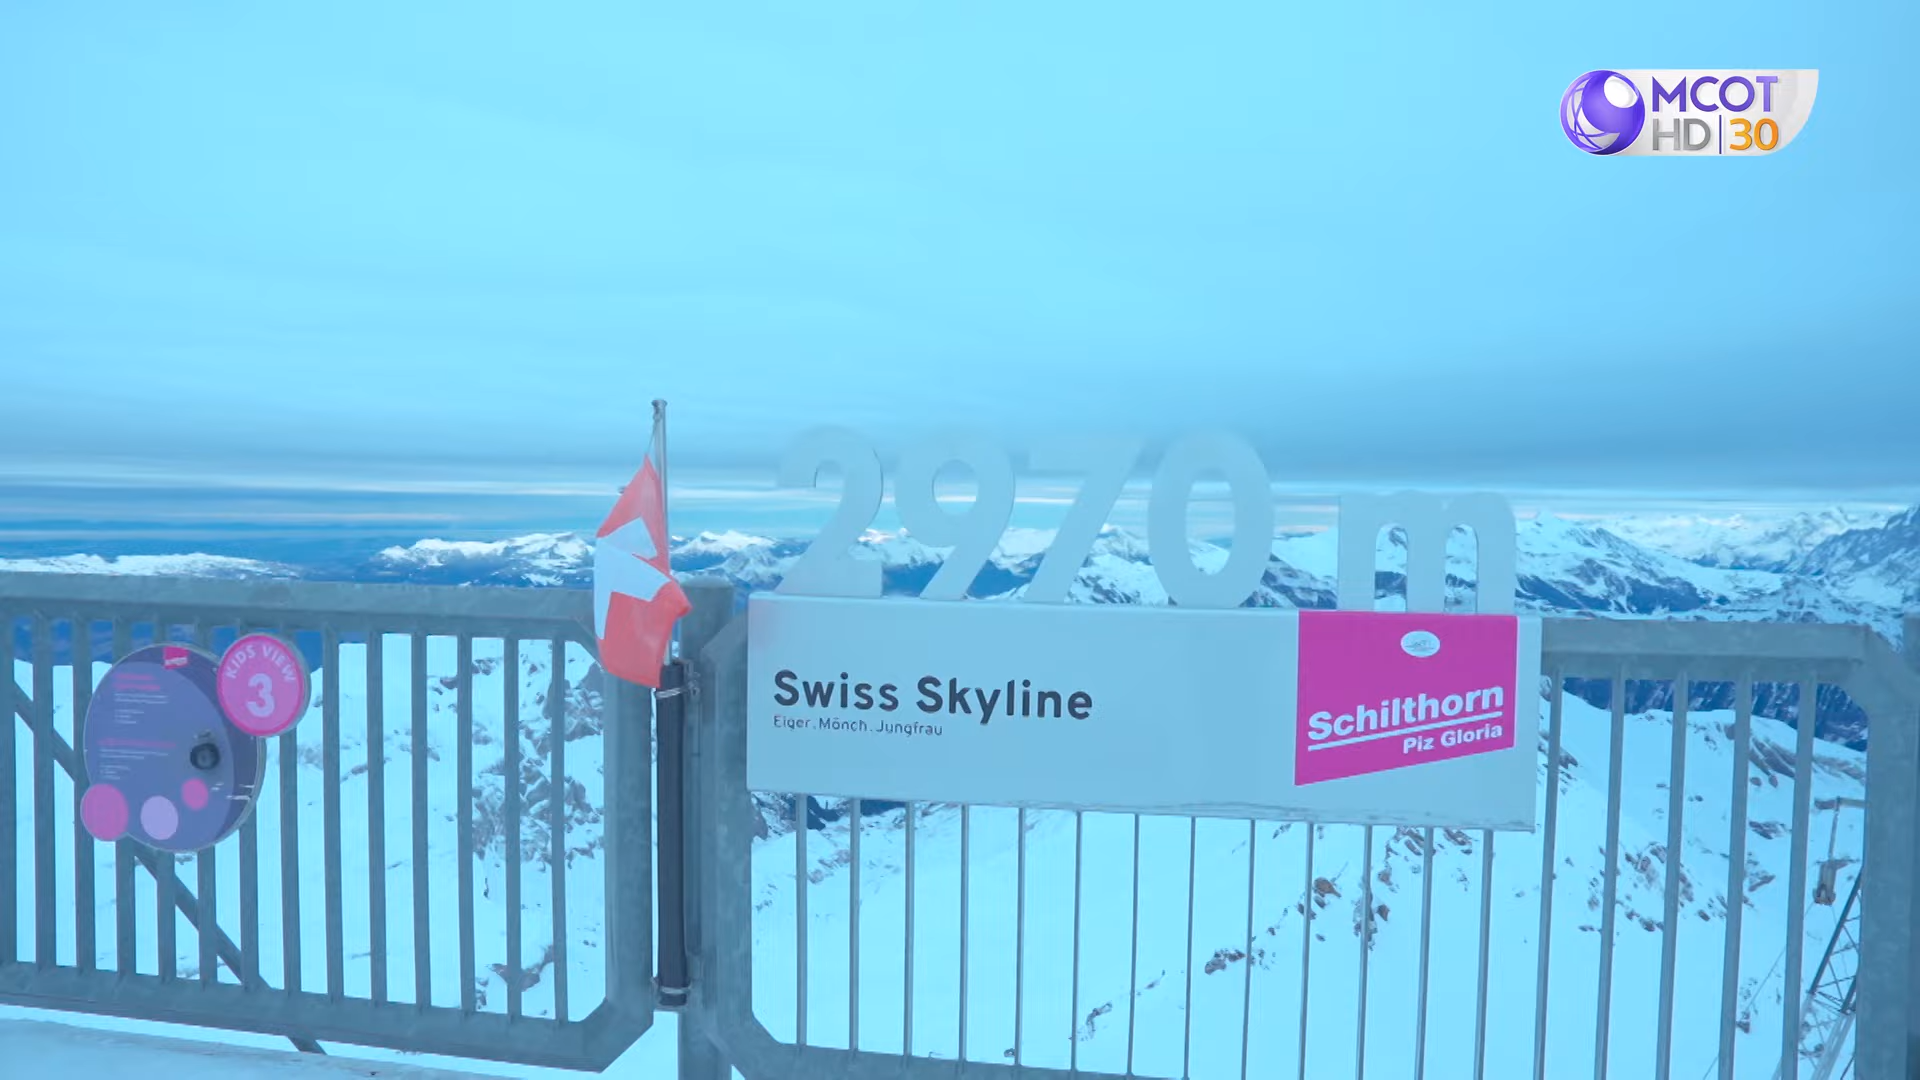 MCOT
HD|30
2970 m
KIDS VIEW
3
Swiss Skyline
Eiger . Mönch . Jungfrau
Schilthorn
Piz Gloria